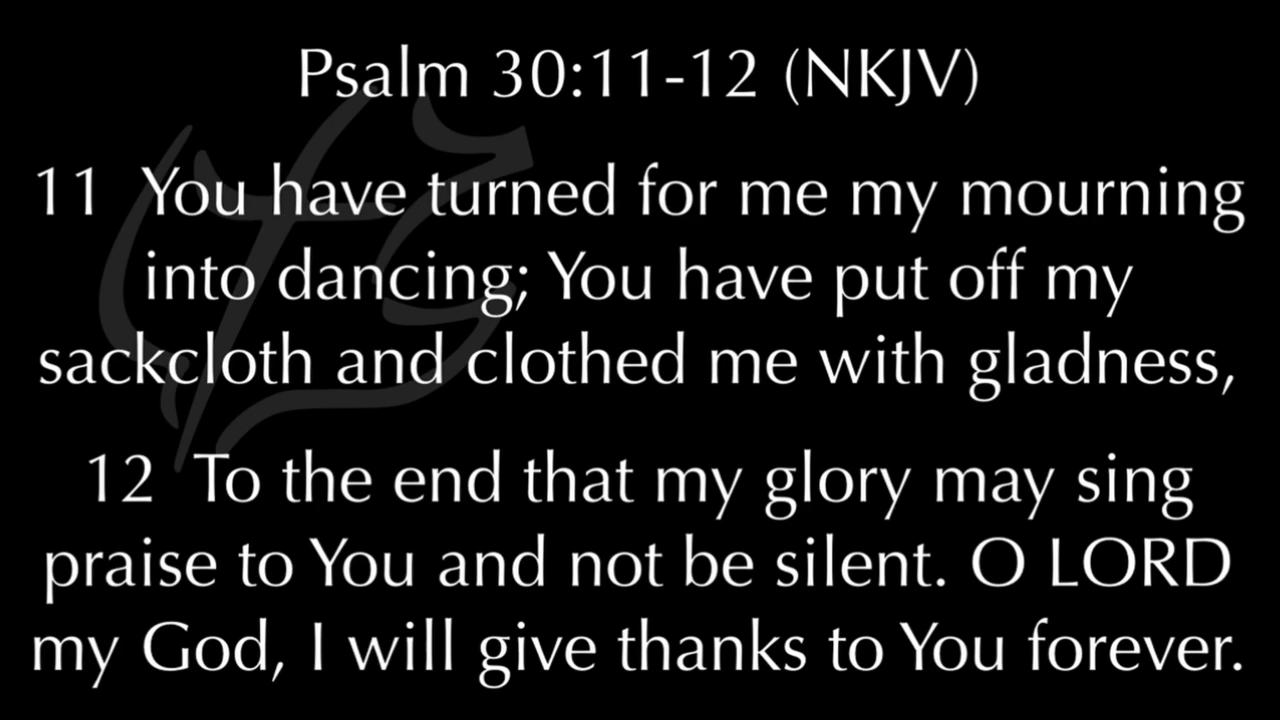 Psalm 30:11-12 (NKJV)
11 You have turned for me my mourning
into dancing; You have put off my
sackcloth and clothed me with gladness,
12 To the end that my glory may sing
praise to You and not be silent. O LORD
my God, I will give thanks to You forever.